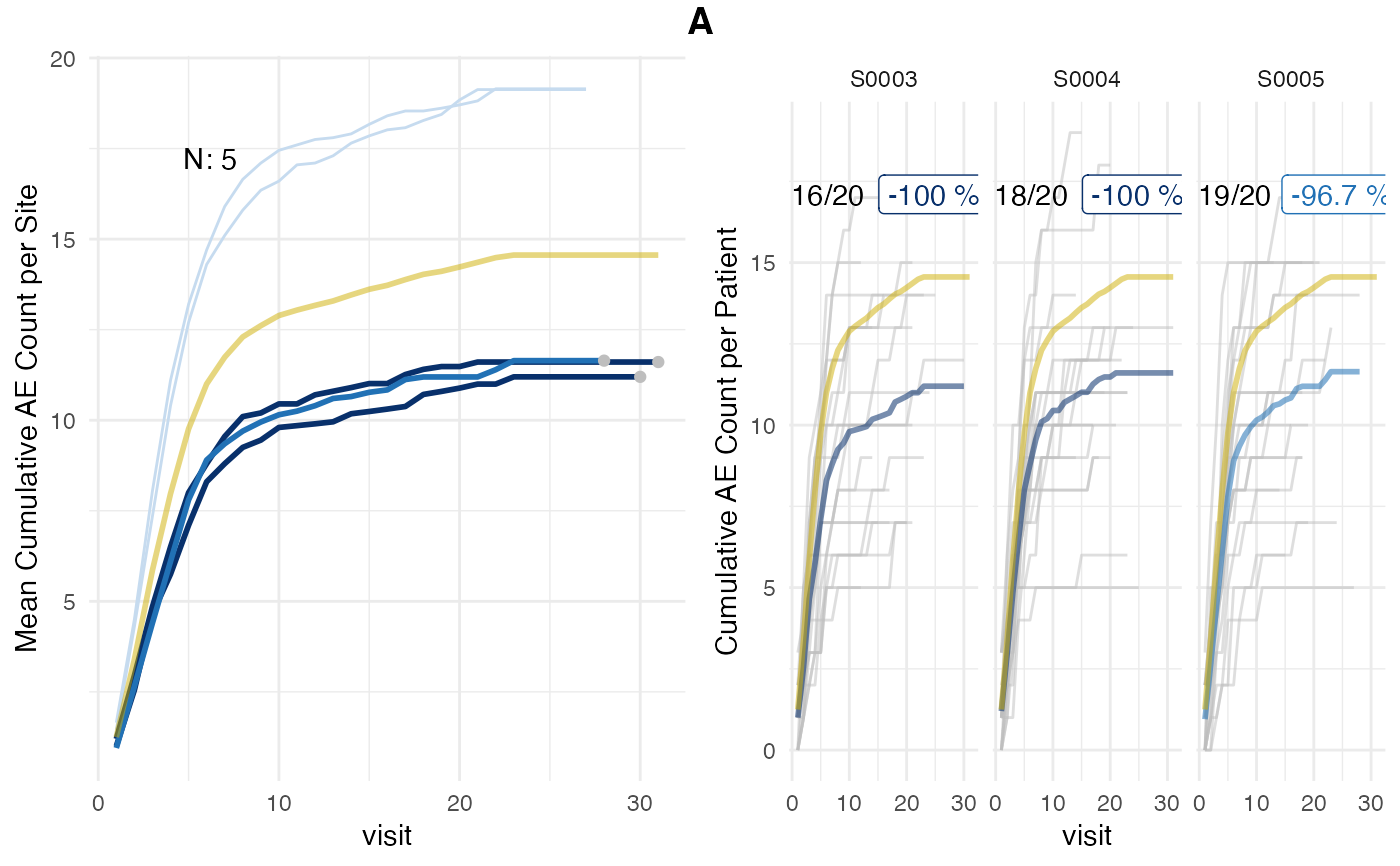 A
Mean Cumulative AE Count per Site
20
15
10
5
N: 5
0 10 20 30
visit
Cumulative AE Count per Patient
15
10
5
0
S0003 S0004 S0005
16/20 -100 % 18/20 -100 % 19/20 -96.7 %
0 10 20 30 0 10 20 30 0 10 20 30
visit